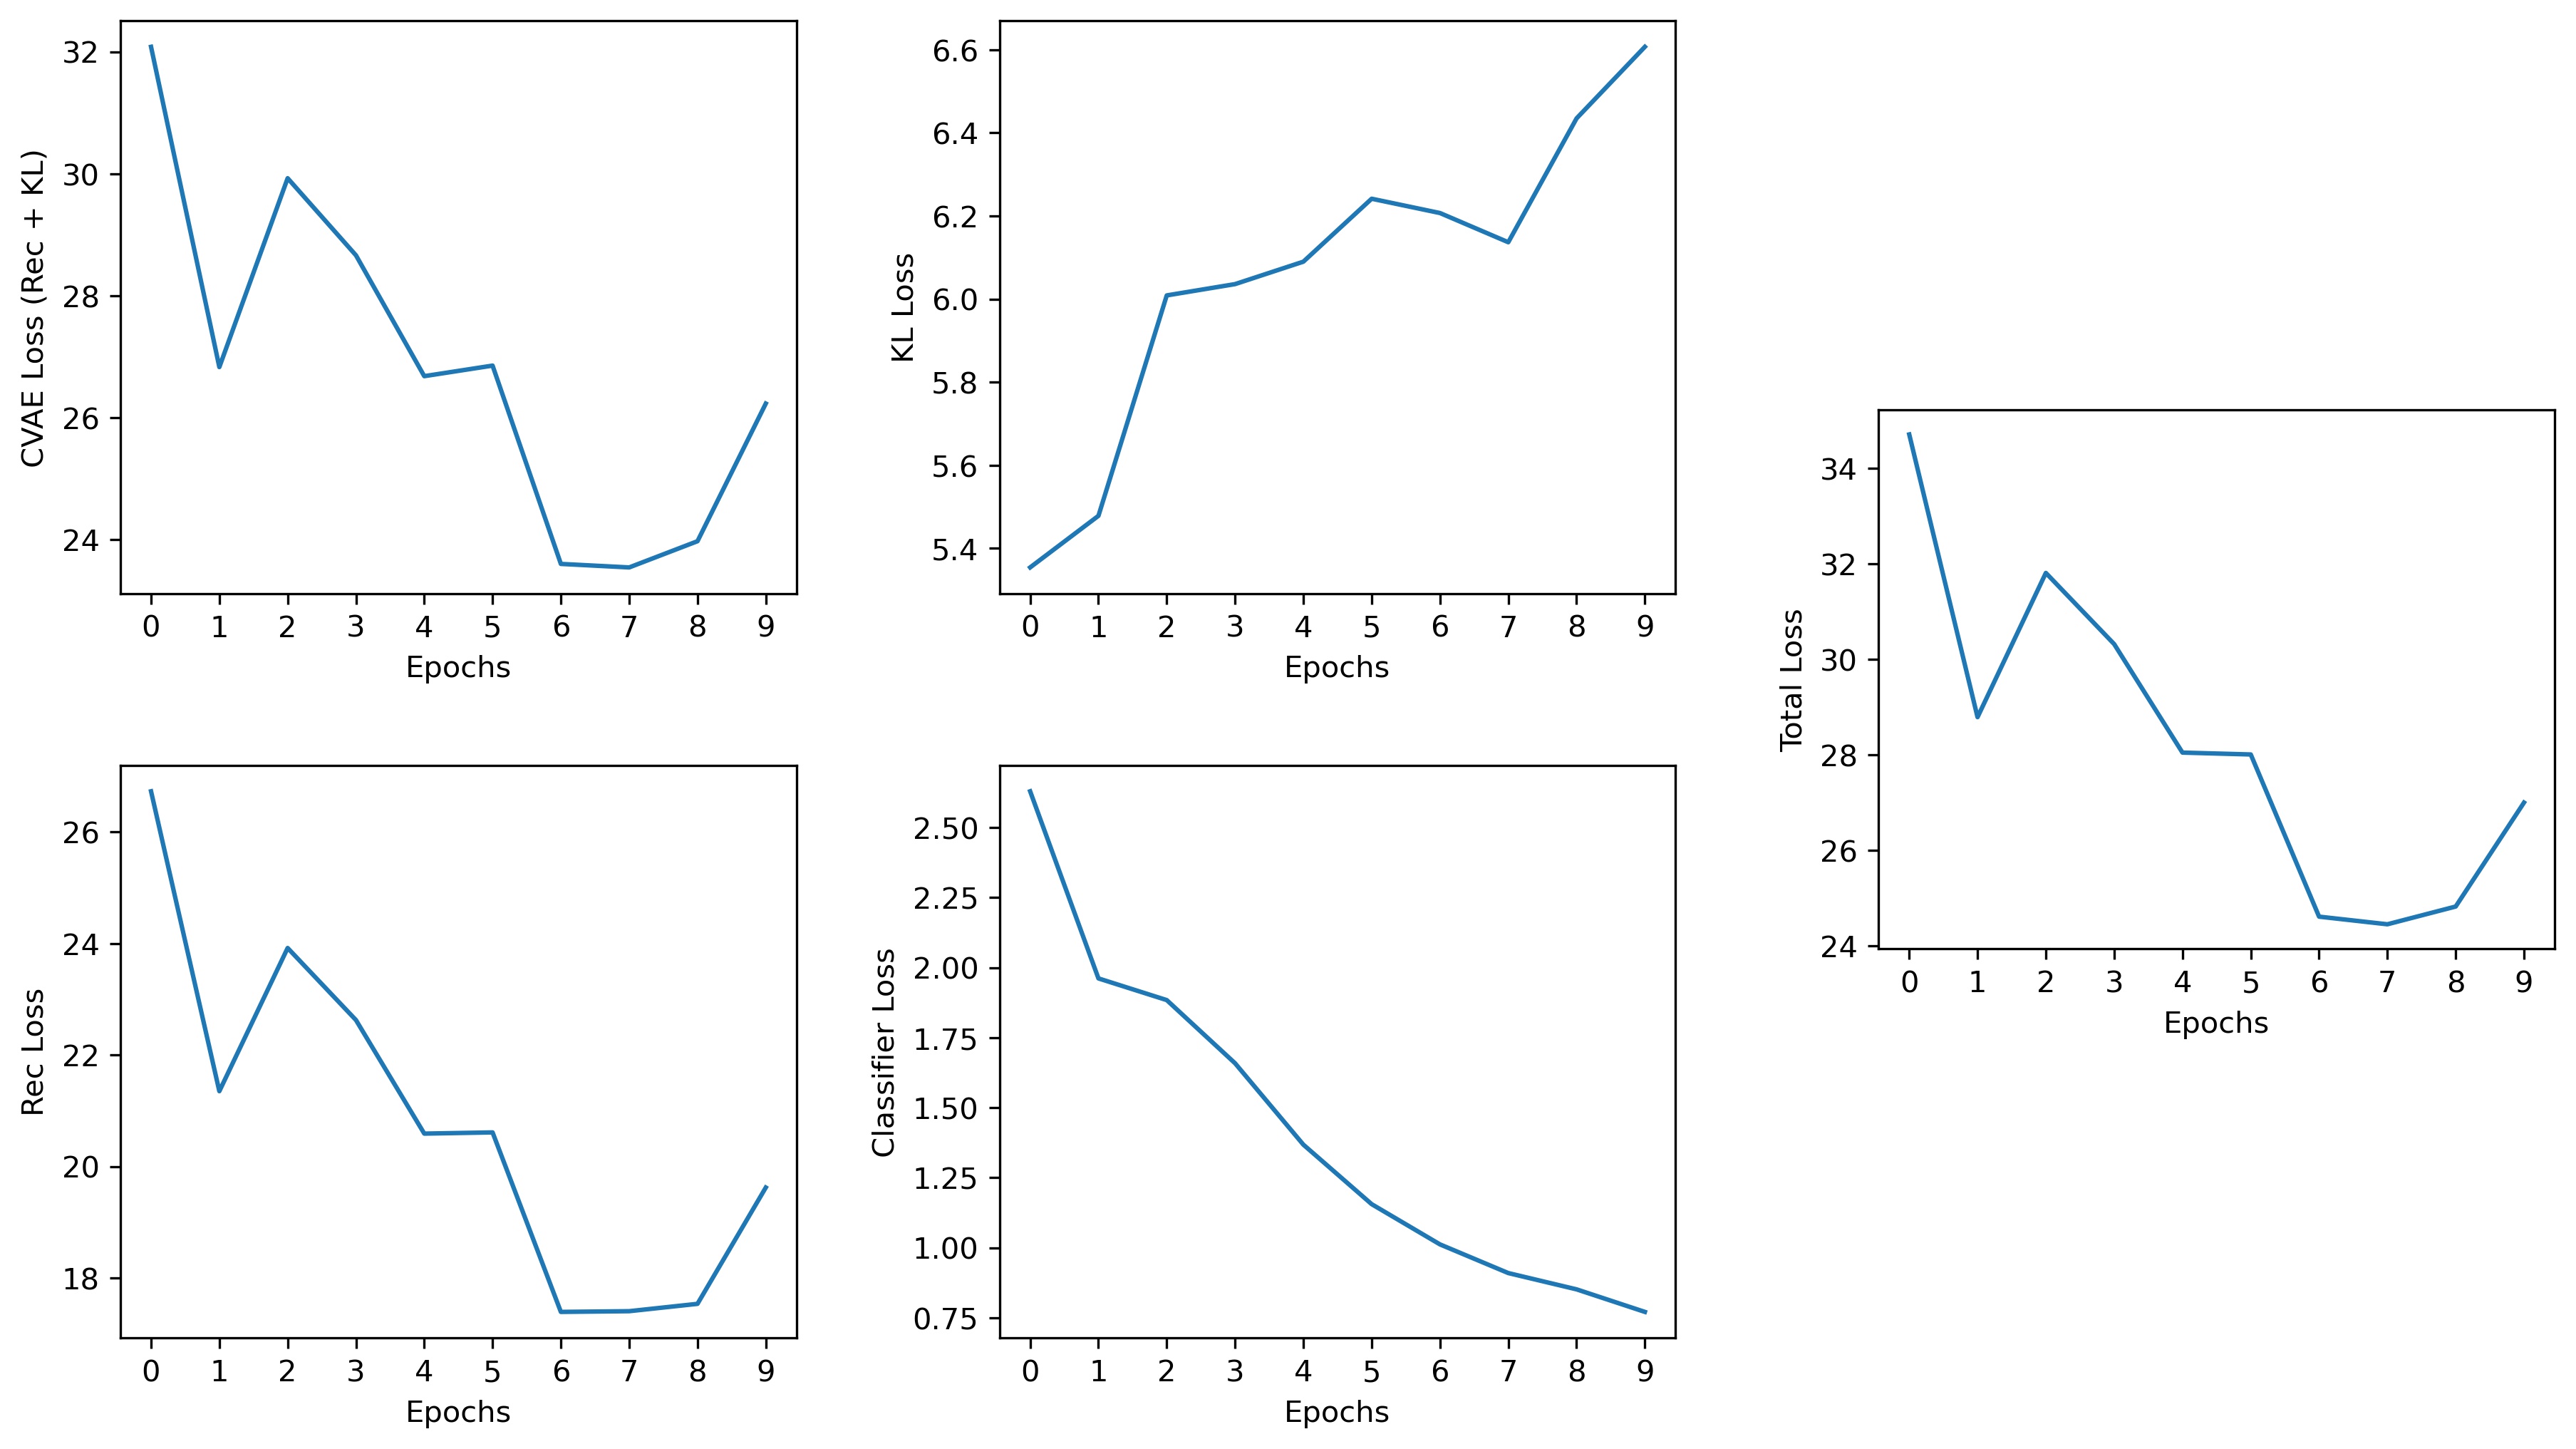 CVAE Loss (Rec + KL)
32
30
28
26
24
0 1 2 3 4 5 6 7 8 9
Epochs
KL Loss
6.6
6.4
6.2
6.0
5.8
5.6
5.4
0 1 2 3 4 5 6 7 8 9
Epochs
Rec Loss
26
24
22
20
18
0 1 2 3 4 5 6 7 8 9
Epochs
Classifier Loss
2.50
2.25
2.00
1.75
1.50
1.25
1.00
0.75
0 1 2 3 4 5 6 7 8 9
Epochs
Total Loss
34
32
30
28
26
24
0 1 2 3 4 5 6 7 8 9
Epochs